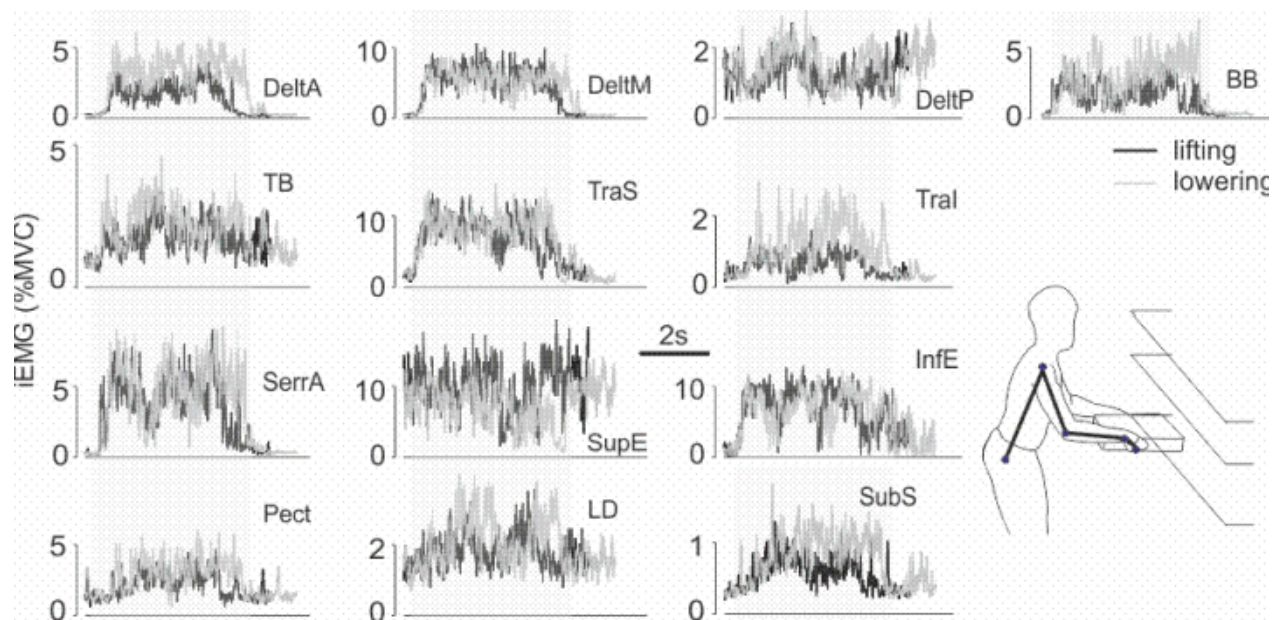 5
0
DeltA
10
0
DeltM
2
0
DeltP
5
0
BB
lifting
lowering
5
0
TB
10
0
TraS
2
0
TraI
iEMG (%MVC)
5
0
SerrA
10
0
SupE
2s
10
0
InfE
5
0
Pect
2
0
LD
1
0
SubS